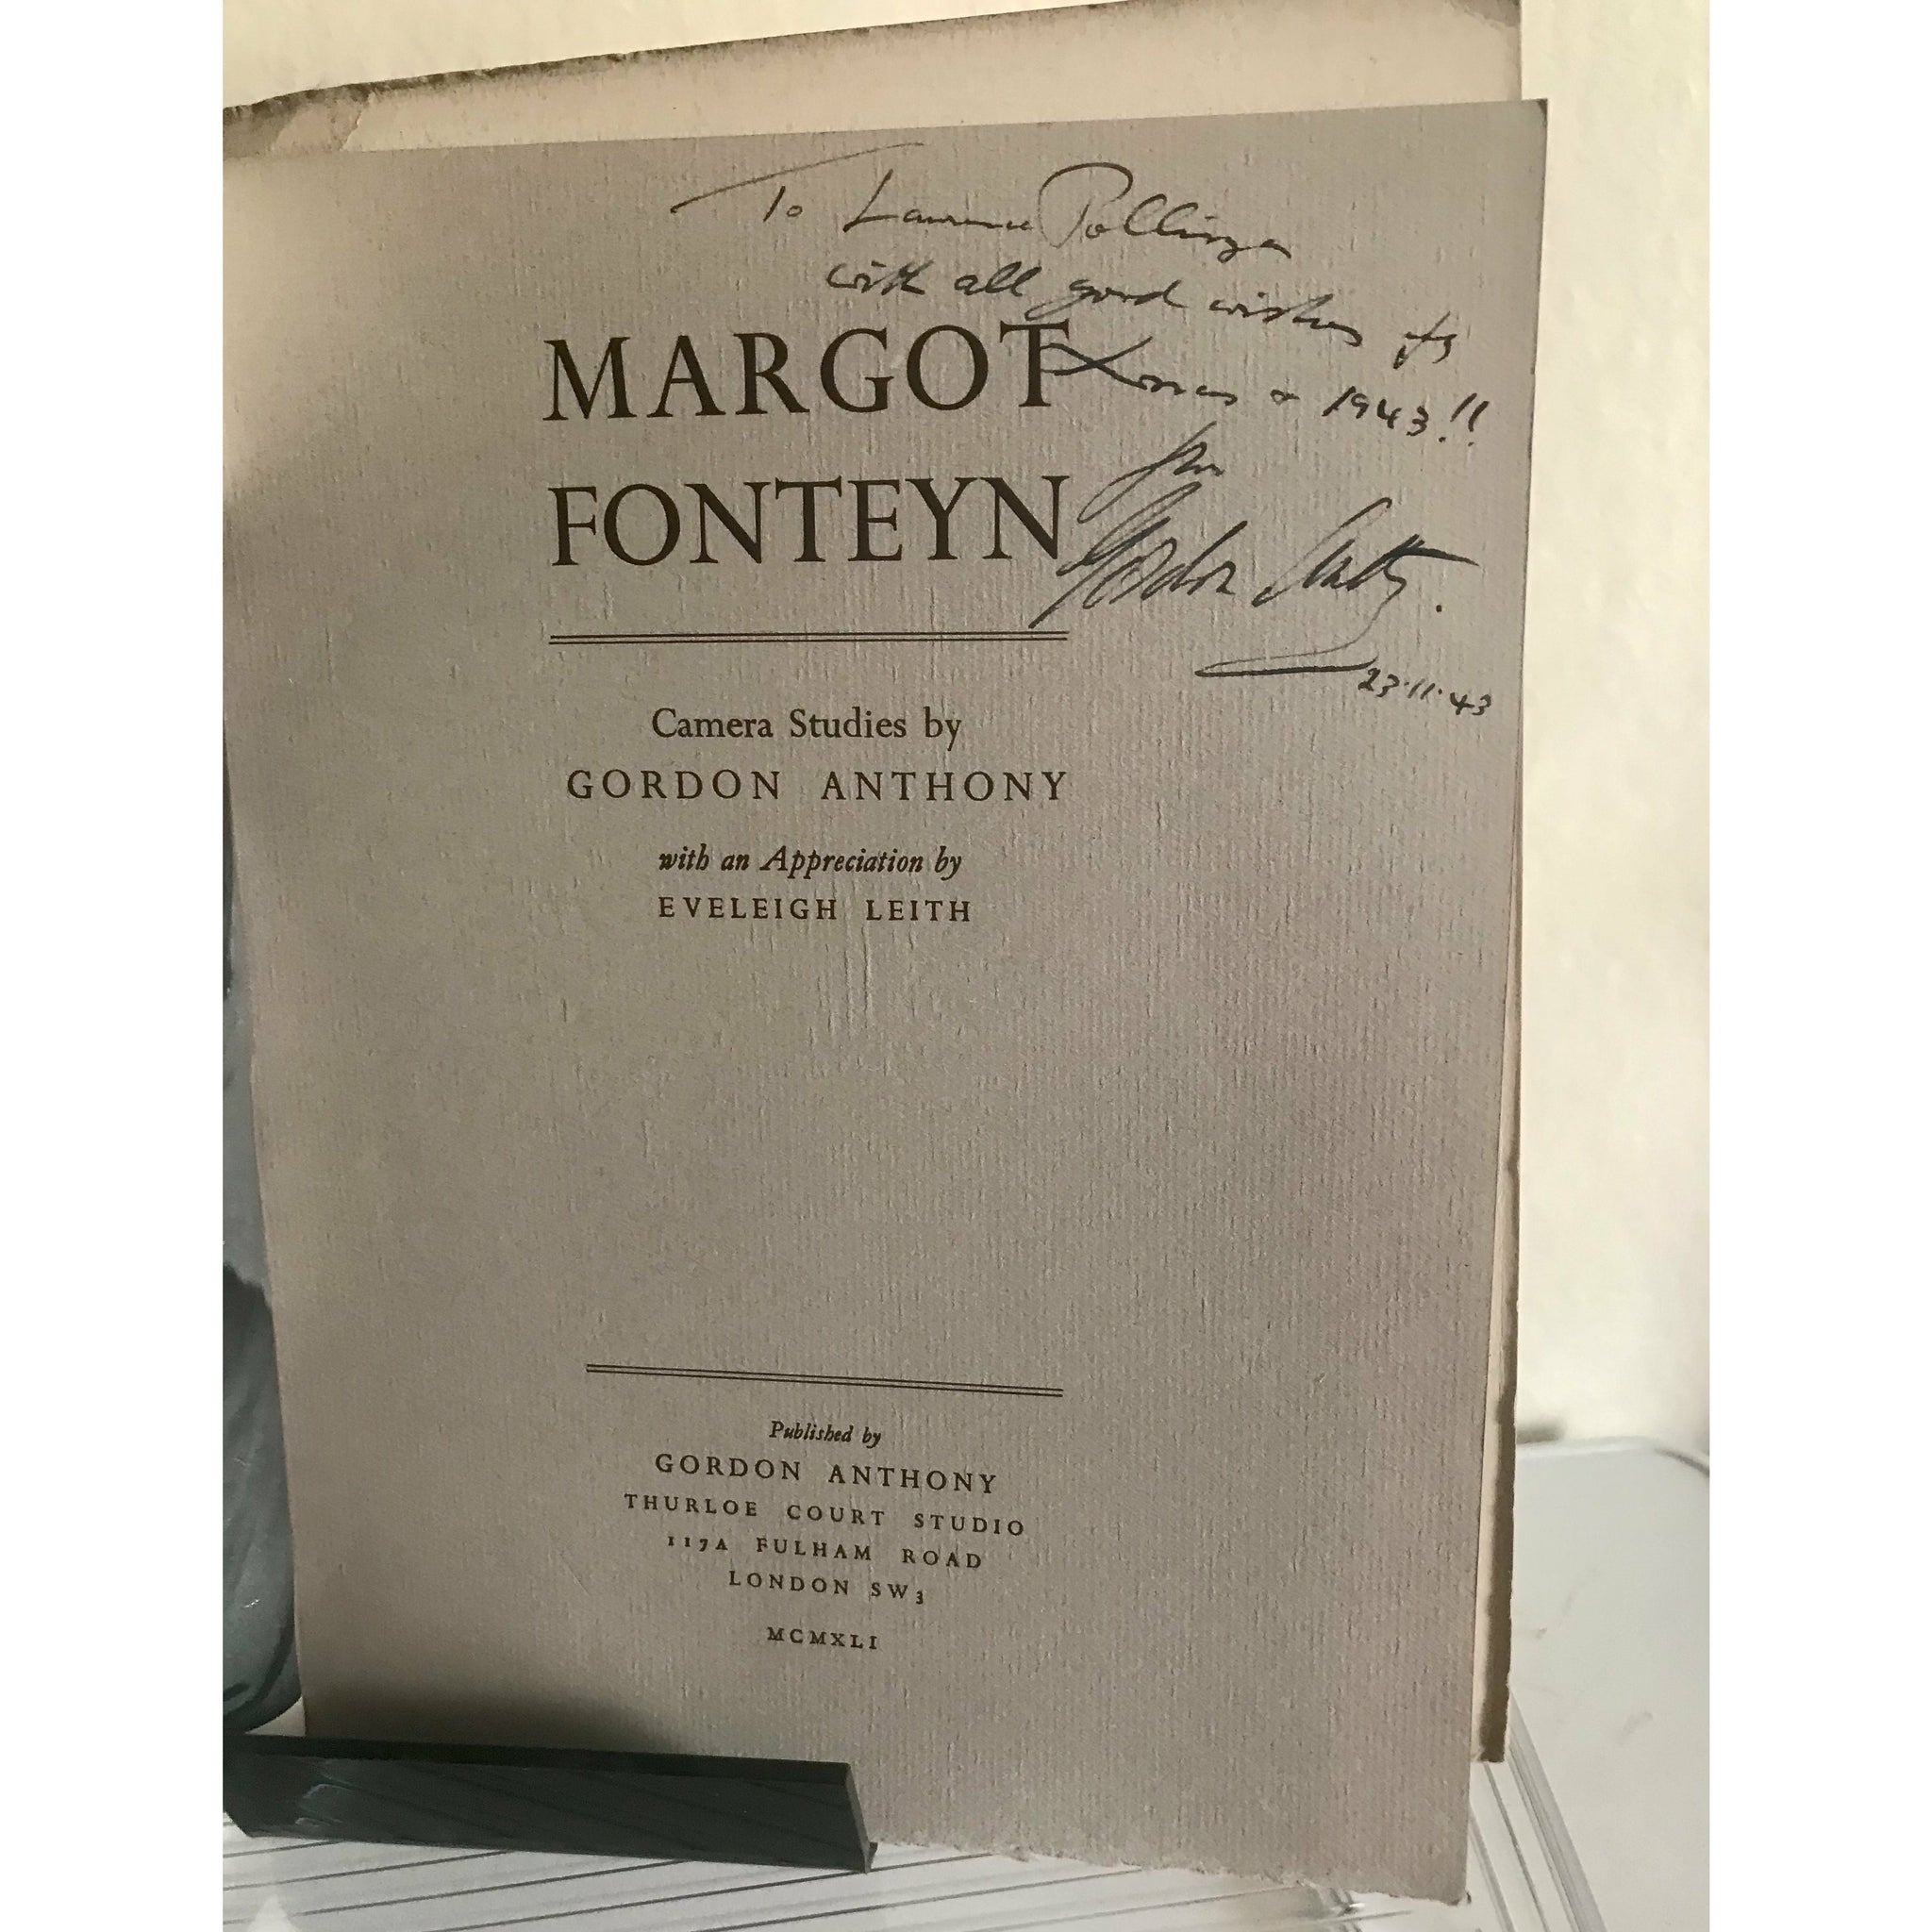 To Laurence Pollinger
with all good wishes for
Xmas & 1943!!
from
Gordon Anthony.
23·11·43
MARGOT
FONTEYN
Camera Studies by
GORDON ANTHONY
with an Appreciation by
EVELEIGH LEITH
Published by
GORDON ANTHONY
THURLOE COURT STUDIO
117A FULHAM ROAD
LONDON SW3
MCMXLI